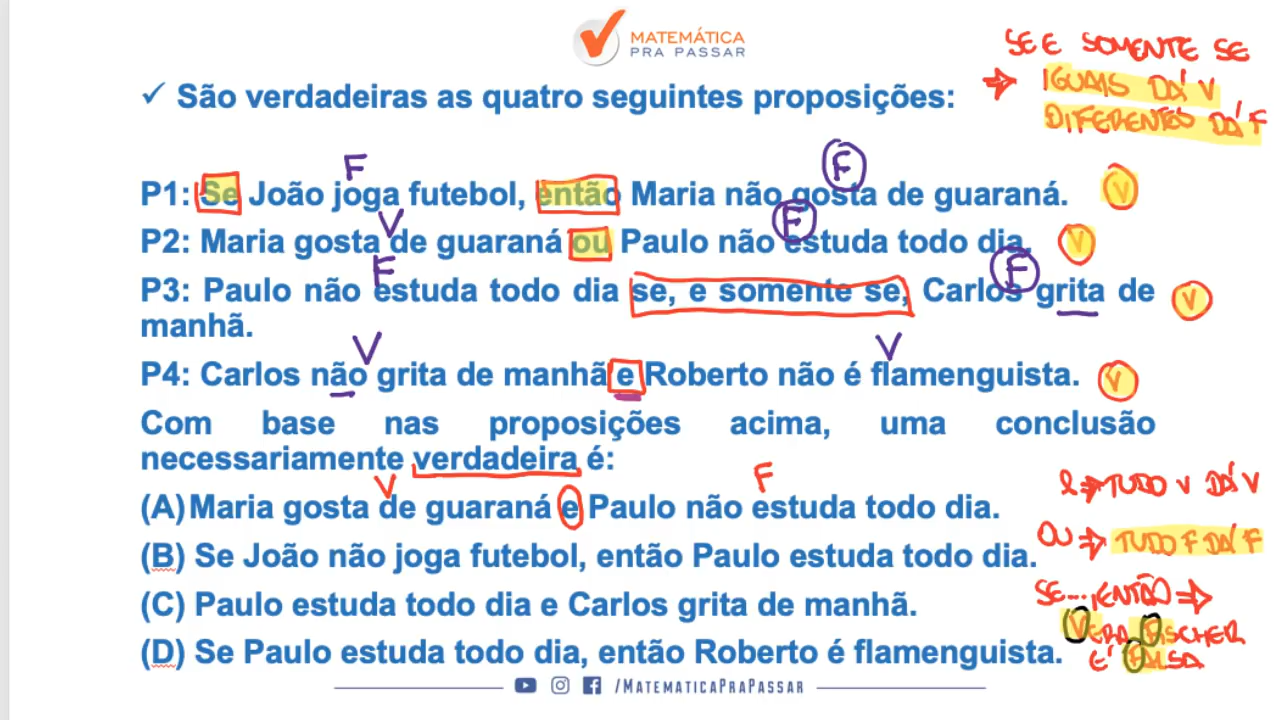 MATEMÁTICA
PRA PASSAR
SE E SOMENTE SE
⇒ IGUAIS DÁ V
DIFERENTES DÁ F
✓ São verdadeiras as quatro seguintes proposições:
F F
P1: Se João joga futebol, então Maria não gosta de guaraná. V
V F
P2: Maria gosta de guaraná ou Paulo não estuda todo dia. V
F F
P3: Paulo não estuda todo dia se, e somente se, Carlos grita de V
manhã.
V V
P4: Carlos não grita de manhã e Roberto não é flamenguista. V
Com base nas proposições acima, uma conclusão
necessariamente verdadeira é:
V F
(A) Maria gosta de guaraná e Paulo não estuda todo dia.
(B) Se João não joga futebol, então Paulo estuda todo dia.
(C) Paulo estuda todo dia e Carlos grita de manhã.
(D) Se Paulo estuda todo dia, então Roberto é flamenguista.
e ⇒ TUDO V DÁ V
OU ⇒ TUDO F DÁ F
SE...,ENTÃO ⇒
VERA FISCHER
É FALSA
/MATEMATICAPRAPASSAR